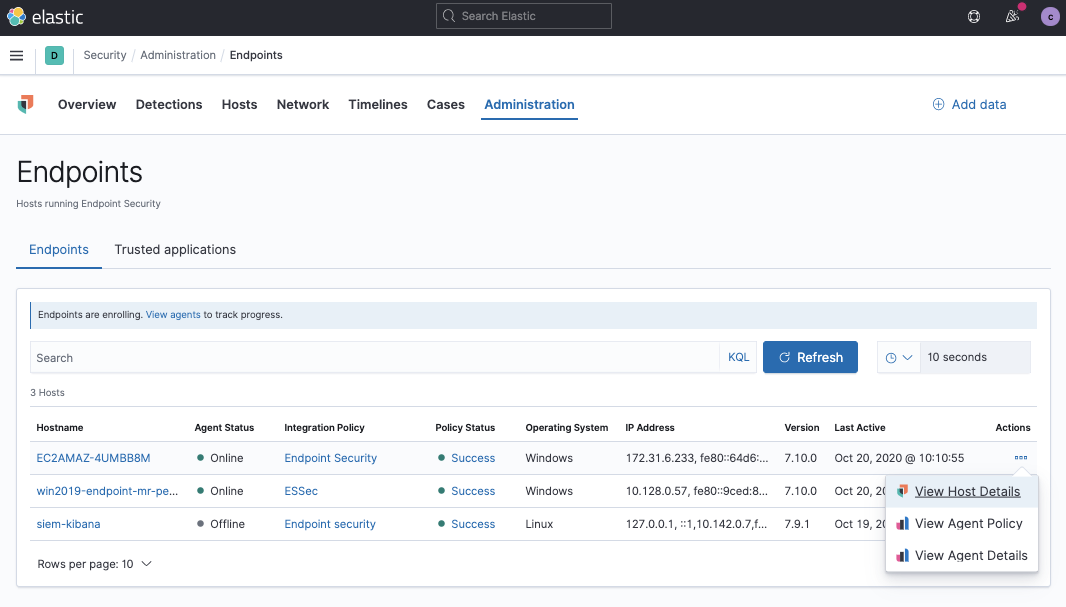 elastic
Search Elastic
c
D Security / Administration / Endpoints
Overview Detections Hosts Network Timelines Cases Administration Add data
Endpoints
Hosts running Endpoint Security
Endpoints Trusted applications
Endpoints are enrolling. View agents to track progress.
Search KQL Refresh 10 seconds
3 Hosts
Hostname Agent Status Integration Policy Policy Status Operating System IP Address Version Last Active Actions
EC2AMAZ-4UMBB8M Online Endpoint Security Success Windows 172.31.6.233, fe80::64d6:... 7.10.0 Oct 20, 2020 @ 10:10:55
win2019-endpoint-mr-pe... Online ESSec Success Windows 10.128.0.57, fe80::9ced:8... 7.10.0 Oct 20, 20
View Host Details
siem-kibana Offline Endpoint security Success Linux 127.0.0.1, ::1,10.142.0.7,f... 7.9.1 Oct 19, 20
View Agent Policy
View Agent Details
Rows per page: 10